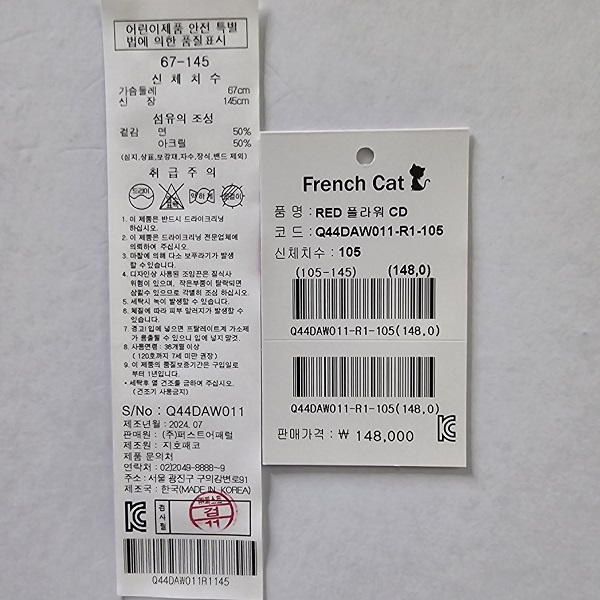 어린이제품 안전 특별
법에 의한 품질표시
67-145
신 체 치 수
가슴둘레 67cm
신 장 145cm
섬유의 조성
겉감 면 50%
아크릴 50%
(심지,상표,보강재,자수,장식,밴드 제외)
취 급 주 의
드라이
약하게
1. 이 제품은 반드시 드라이크리닝
하십시오.
2. 이 제품은 드라이크리닝 전문업체에
의뢰하여 주십시오.
3. 마찰에 의해 다소 보푸라기가 발생
할 수 있습니다.
4. 디자인상 사용된 조임끈은 질식사
위험이 있으며, 작은부품이 탈락되면
삼킬수 있으므로 각별히 조심 하십시오
5. 세탁시 녹이 발생할 수 있습니다.
6. 체질에 따라 피부 알러지가 발생할 수
있습니다.
7. 경고! 입에 넣으면 프탈레이트계 가소제
가 용출될 수 있으니 입에 넣지 말것.
8. 사용연령 : 36개월 이상
(120호까지 7세 미만 권장)
9. 이 제품의 품질보증기간은 구입일로
부터 1년입니다.
• 세탁후 열 건조를 금하여 주십시오.
(건조기 사용금지)
S/No : Q44DAW011
제조년월 : 2024. 07
판매원 : (주)퍼스트어패럴
제조원 : 지호패코
제품 문의처
연락처 : 02)2049-8888~9
주소 : 서울 광진구 구의강변로91
제조국 : 한국(MADE IN KOREA)
검사필
검
11
Q44DAW011R1145
French Cat
품 명 : RED 플라워 CD
코 드 : Q44DAW011-R1-105
신체치수 : 105
(105-145) (148,0)
Q44DAW011-R1-105(148,0)
Q44DAW011-R1-105(148,0)
판매가격 : ₩ 148,000